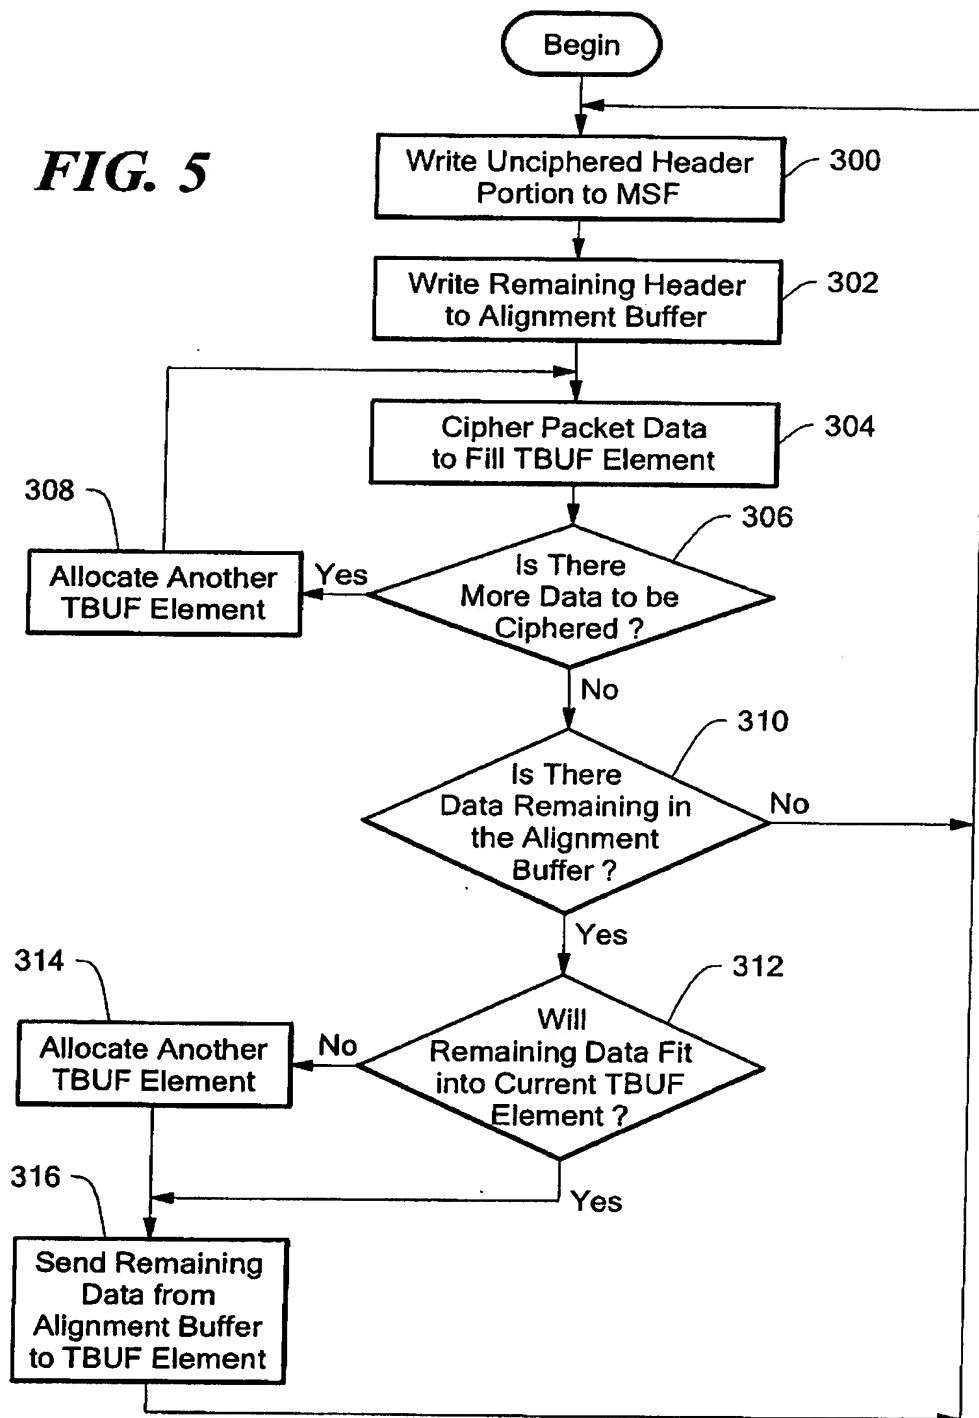 Begin
FIG. 5
Write Unciphered Header
Portion to MSF
300
Write Remaining Header
to Alignment Buffer
302
Cipher Packet Data
to Fill TBUF Element
304
308
306
Allocate Another
TBUF Element
Yes
Is There
More Data to be
Ciphered ?
No
310
Is There
Data Remaining in
the Alignment
Buffer ?
No
Yes
314
312
Allocate Another
TBUF Element
No
Will
Remaining Data Fit
into Current TBUF
Element ?
316
Yes
Send Remaining
Data from
Alignment Buffer
to TBUF Element